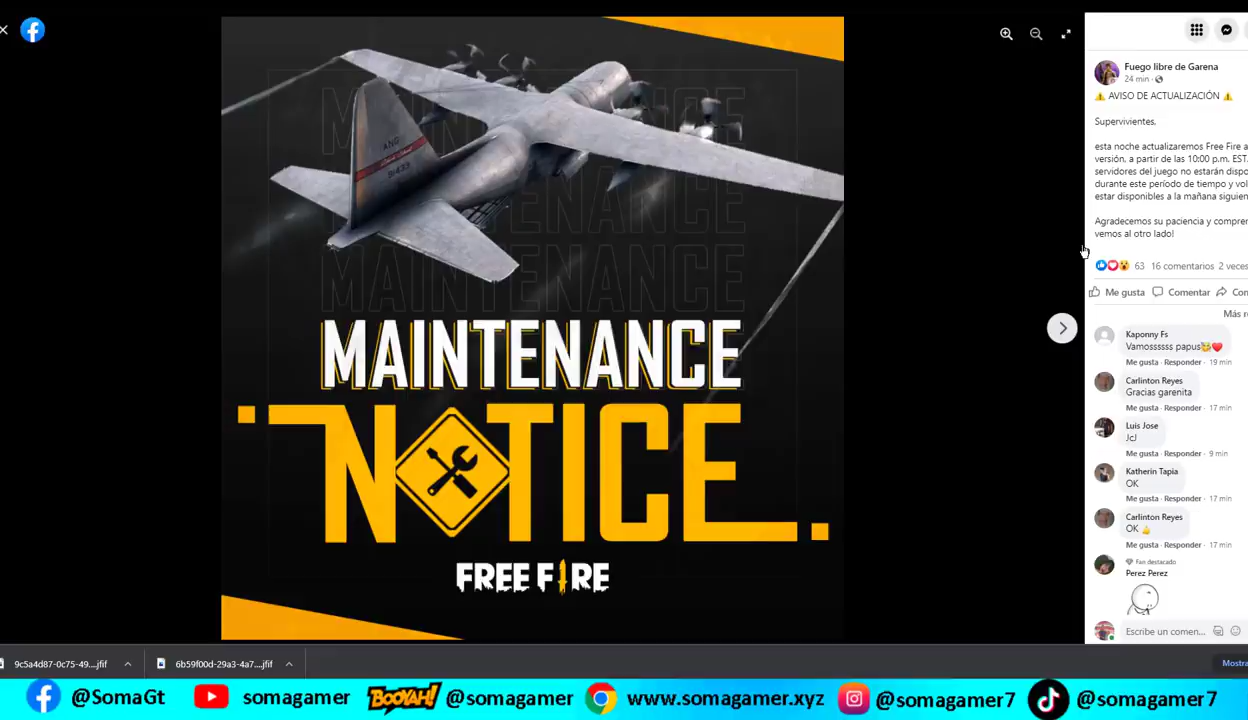 Fuego libre de Garena
24 min
AVISO DE ACTUALIZACIÓN
Supervivientes,
esta noche actualizaremos Free Fire a
versión, a partir de las 10:00 p.m. EST.
servidores del juego no estarán dispo
durante este período de tiempo y vol
estar disponibles a la mañana siguien
Agradecemos su paciencia y compren
vemos al otro lado!
63 16 comentarios 2 veces
Me gusta Comentar Con
Más r
Kaponny Fs
Vamosssss papus
Me gusta · Responder · 19 min
Carlinton Reyes
Gracias garenita
Me gusta · Responder · 17 min
Luis Jose
JcJ
Me gusta · Responder · 9 min
Katherin Tapia
OK
Me gusta · Responder · 17 min
Carlinton Reyes
OK
Me gusta · Responder · 17 min
Fan destacado
Perez Perez
Escribe un comen...
MAINTENANCE
MAINTENANCE
MAINTENANCE
ANG
91433
MAINTENANCE
NOTICE
FREE FIRE
9c5a4d87-0c75-49....jfif
6b59f00d-29a3-4a7....jfif
Mostra
@SomaGt
somagamer
BOOYAH!
@somagamer
www.somagamer.xyz
@somagamer7
@somagamer7